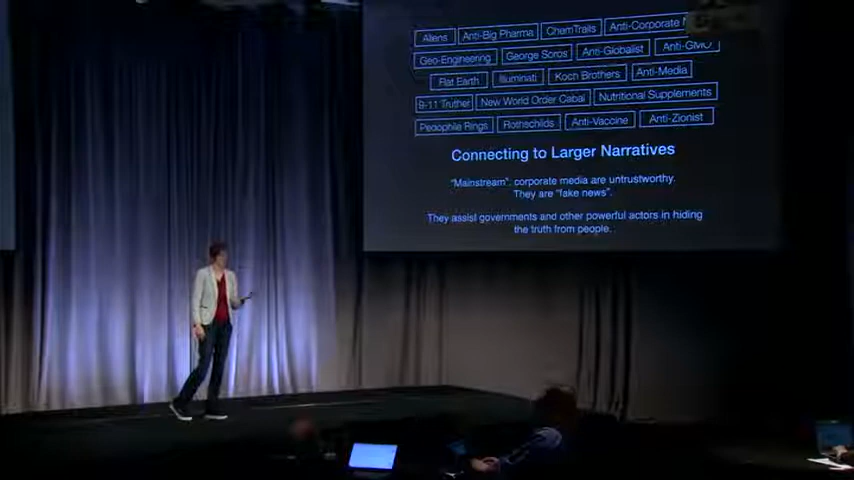 Aliens Anti-Big Pharma ChemTrails Anti-Corporate
Geo-Engineering George Soros Anti-Globalist Anti-GMO
Flat Earth Illuminati Koch Brothers Anti-Media
9-11 Truther New World Order Cabal Nutritional Supplements
Pedophile Rings Rothschilds Anti-Vaccine Anti-Zionist
Connecting to Larger Narratives
“Mainstream”: corporate media are untrustworthy.
They are “fake news”.
They assist governments and other powerful actors in hiding
the truth from people.